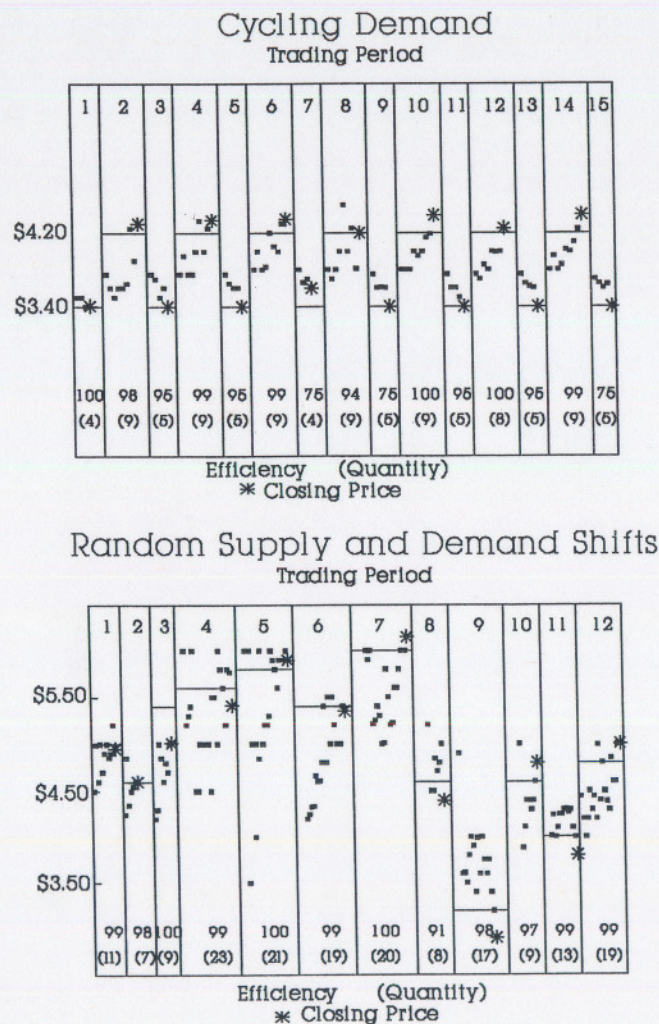 Cycling Demand
Trading Period
1 2 3 4 5 6 7 8 9 10 11 12 13 14 15
$4.20
$3.40
100 98 95 99 95 99 75 94 75 100 95 100 95 99 75
(4) (9) (5) (9) (5) (9) (4) (9) (5) (9) (5) (8) (5) (9) (5)
Efficiency (Quantity)
* Closing Price
Random Supply and Demand Shifts
Trading Period
1 2 3 4 5 6 7 8 9 10 11 12
$5.50
$4.50
$3.50
99 98 100 99 100 99 100 91 98 97 99 99
(11) (7) (9) (23) (21) (19) (20) (8) (17) (9) (13) (19)
Efficiency (Quantity)
* Closing Price